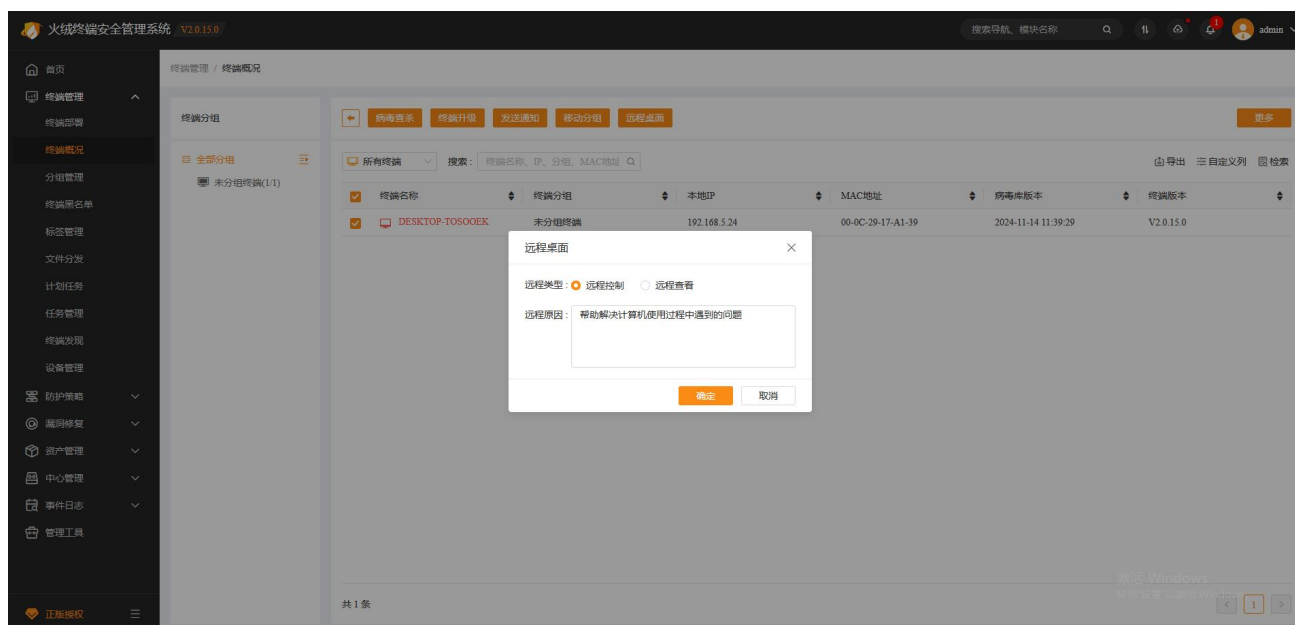 火绒终端安全管理系统 V2.0.15.0
搜索导航、模块名称
1
admin
首页
终端管理
终端部署
终端概况
分组管理
终端黑名单
标签管理
文件分发
计划任务
任务管理
终端发现
设备管理
防护策略
漏洞修复
资产管理
中心管理
事件日志
管理工具
正版授权
终端管理 / 终端概况
终端分组
全部分组
未分组终端(1/1)
病毒查杀 终端升级 发送通知 移动分组 远程桌面 更多
所有终端 搜索： 终端名称、IP、分组、MAC地址 导出 自定义列 检索
终端名称 终端分组 本地IP MAC地址 病毒库版本 终端版本
DESKTOP-TOSOOEK 未分组终端 192.168.5.24 00-0C-29-17-A1-39 2024-11-14 11:39:29 V2.0.15.0
远程桌面
远程类型： 远程控制 远程查看
远程原因： 帮助解决计算机使用过程中遇到的问题
确定 取消
激活 Windows
共1条 1